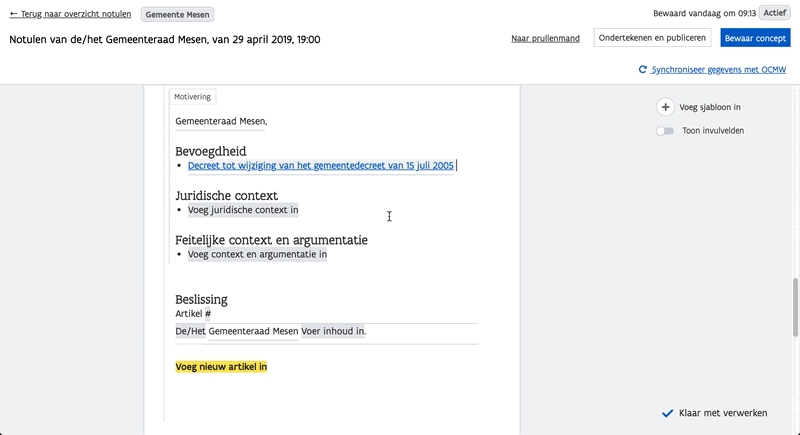 ← Terug naar overzicht notulen Gemeente Mesen Bewaard vandaag om 09:13 Actief
Notulen van de/het Gemeenteraad Mesen, van 29 april 2019, 19:00 Naar prullenmand Ondertekenen en publiceren Bewaar concept
Synchroniseer gegevens met OCMW
Motivering
Voeg sjabloon in
Gemeenteraad Mesen,
Toon invulvelden
Bevoegdheid
• Decreet tot wijziging van het gemeentedecreet van 15 juli 2005
Juridische context
• Voeg juridische context in
Feitelijke context en argumentatie
• Voeg context en argumentatie in
Beslissing
Artikel #
De/Het Gemeenteraad Mesen Voer inhoud in.
Voeg nieuw artikel in
Klaar met verwerken